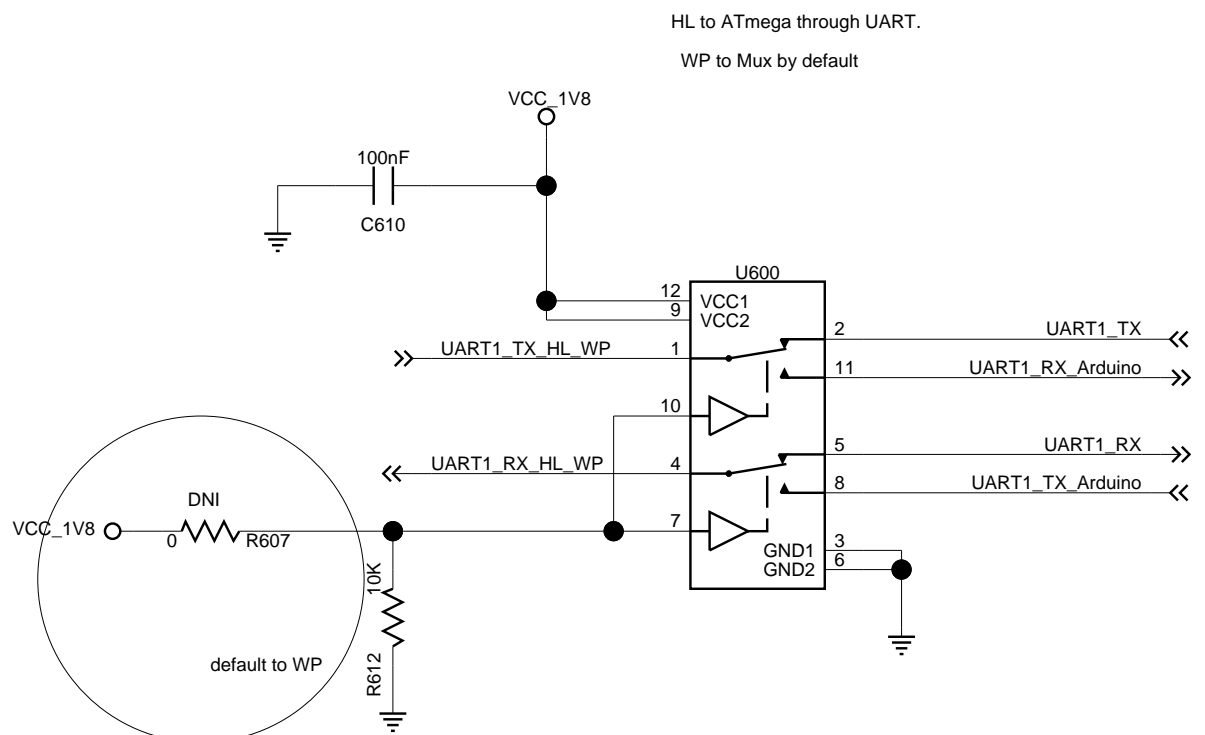 HL to ATmega through UART.
WP to Mux by default
VCC_1V8
100nF
C610
U600
12
VCC1
9
VCC2
2
UART1_TX
UART1_TX_HL_WP
1
11
UART1_RX_Arduino
10
5
UART1_RX
UART1_RX_HL_WP
4
8
UART1_TX_Arduino
DNI
VCC_1V8
0
R607
7
GND1
3
GND2
6
10K
R612
default to WP